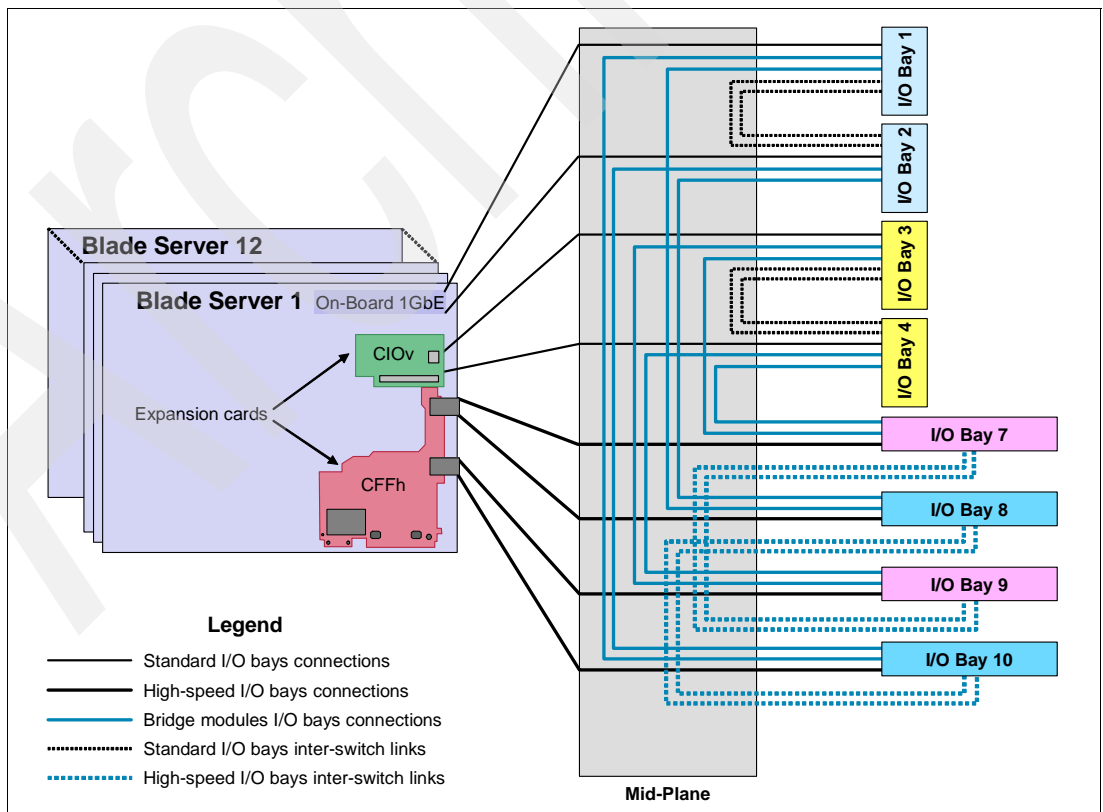 Blade Server 12
Blade Server 1
On-Board 1GbE
CIOv
Expansion cards
CFFh
I/O Bay 1
I/O Bay 2
I/O Bay 3
I/O Bay 4
I/O Bay 7
I/O Bay 8
I/O Bay 9
I/O Bay 10
Legend
Standard I/O bays connections
High-speed I/O bays connections
Bridge modules I/O bays connections
Standard I/O bays inter-switch links
High-speed I/O bays inter-switch links
Mid-Plane